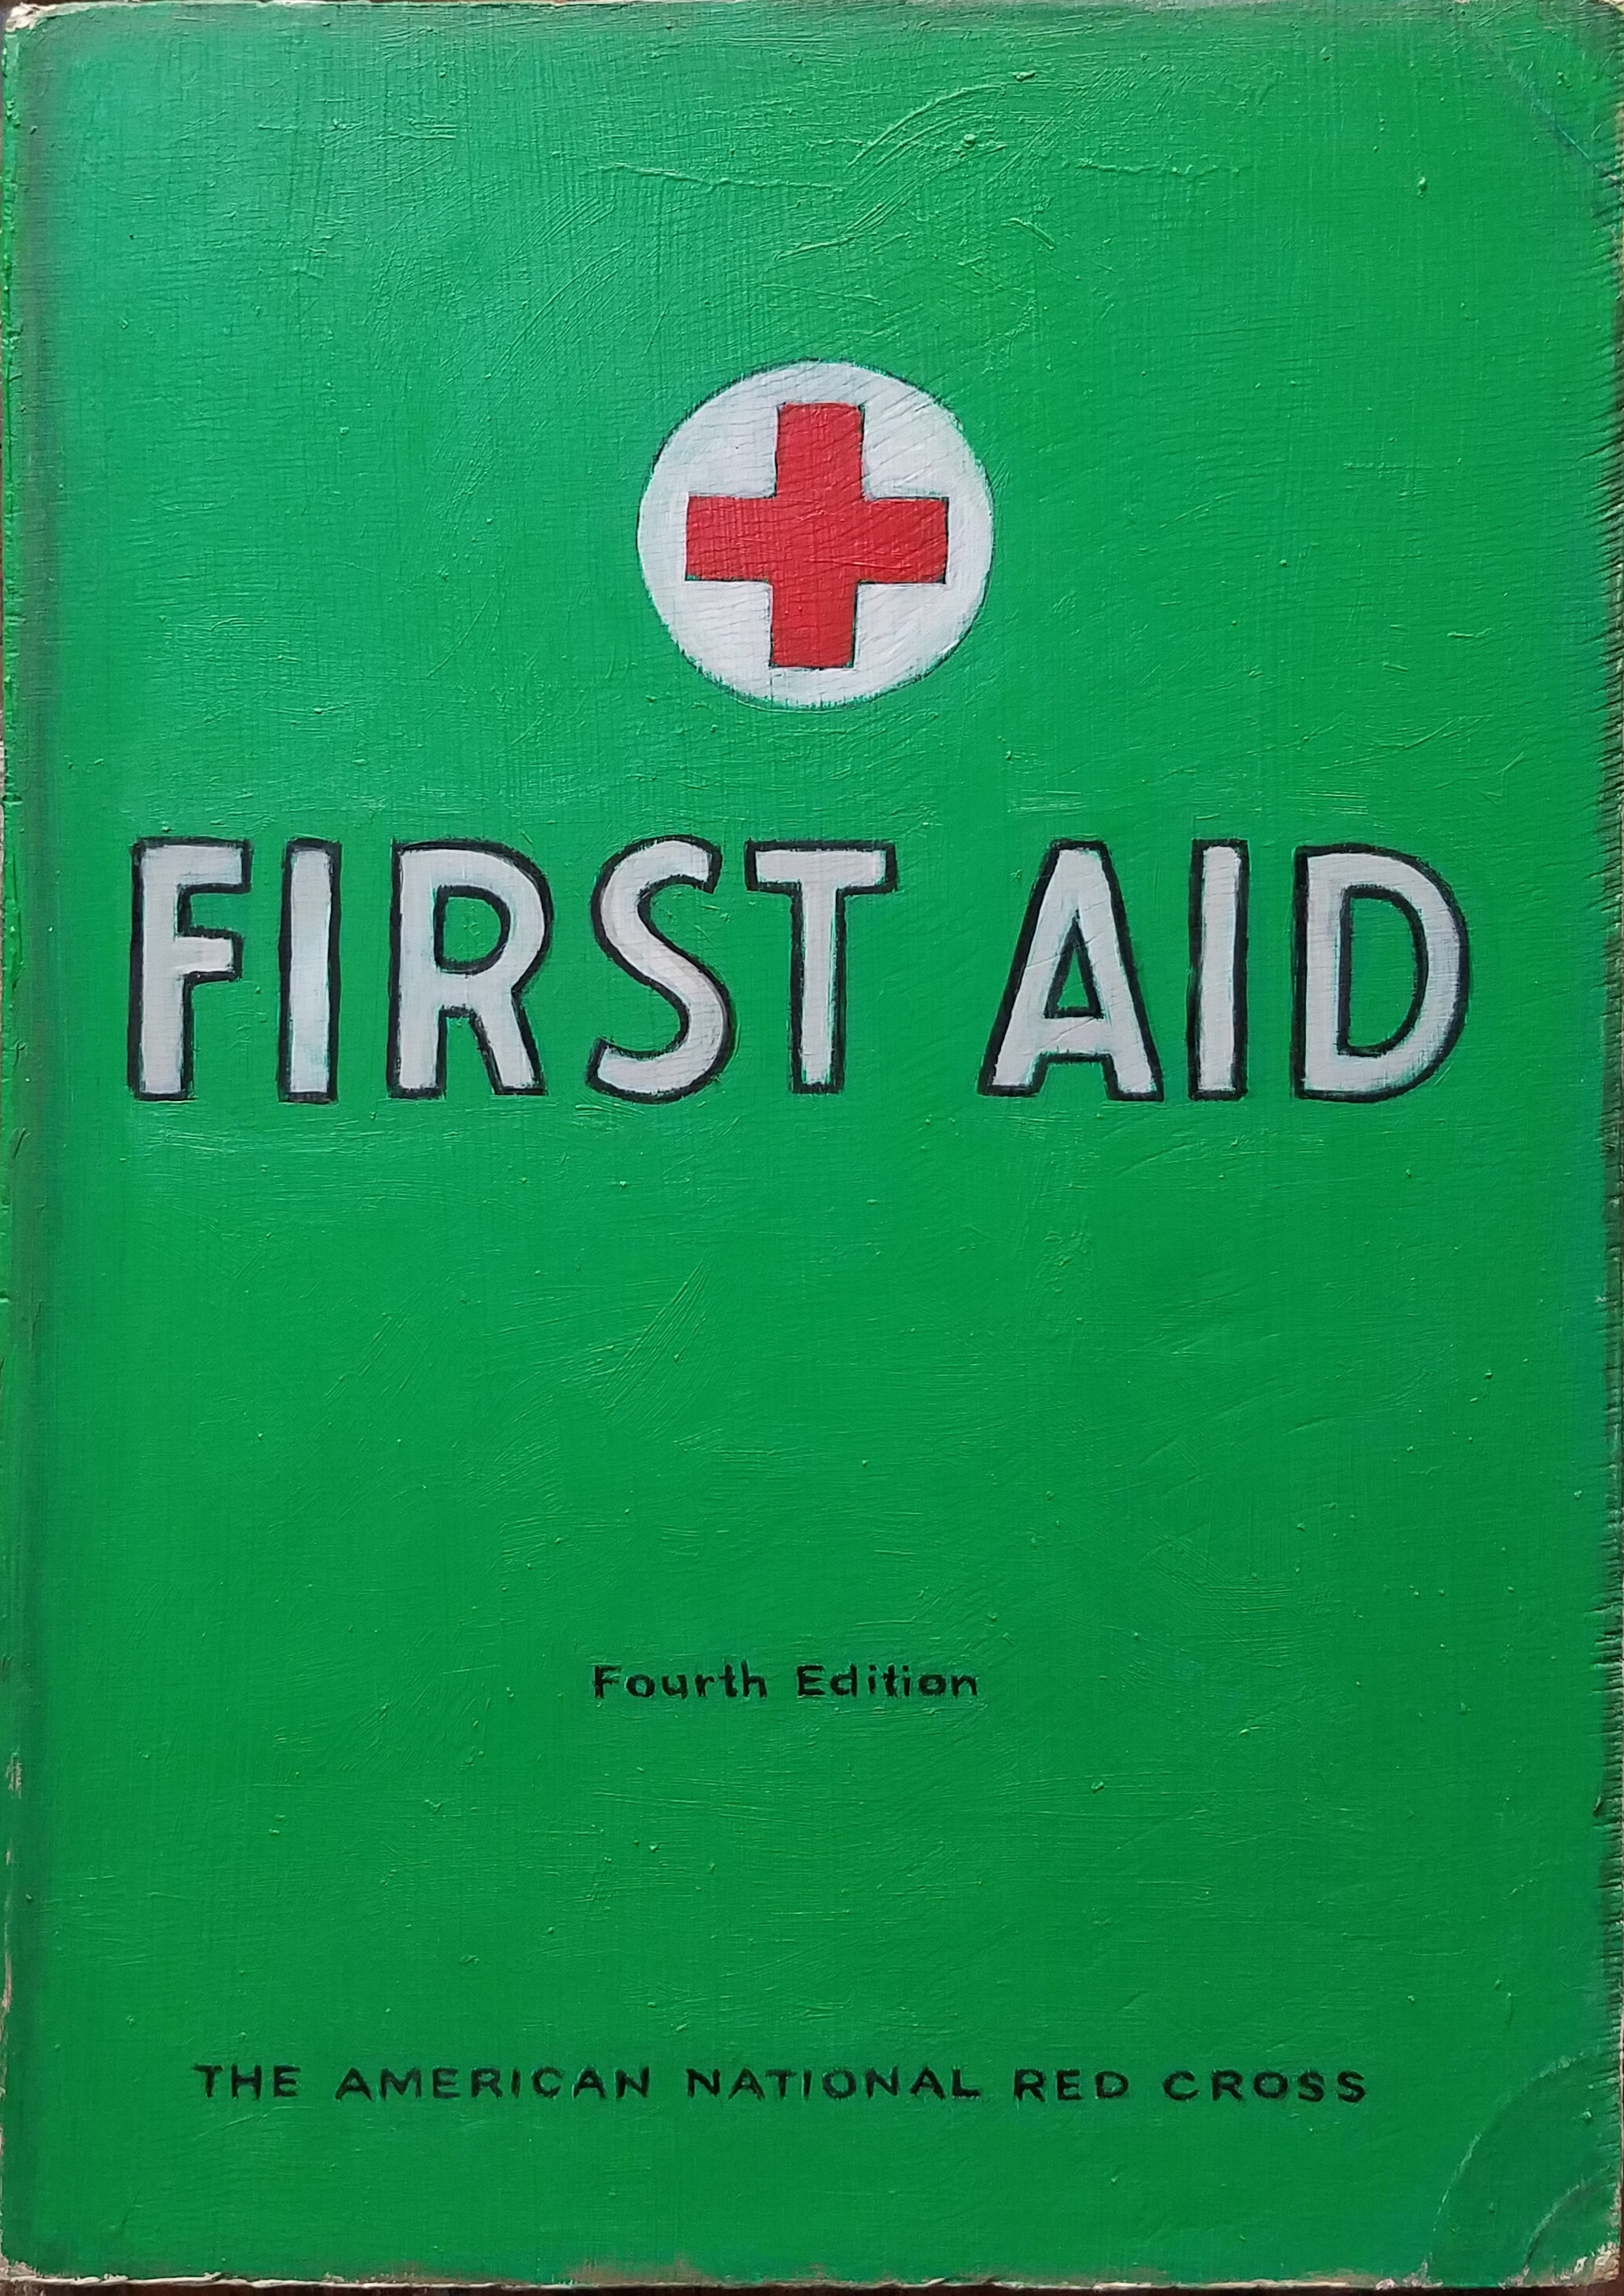 FIRST AID
Fourth Edition
THE AMERICAN NATIONAL RED CROSS